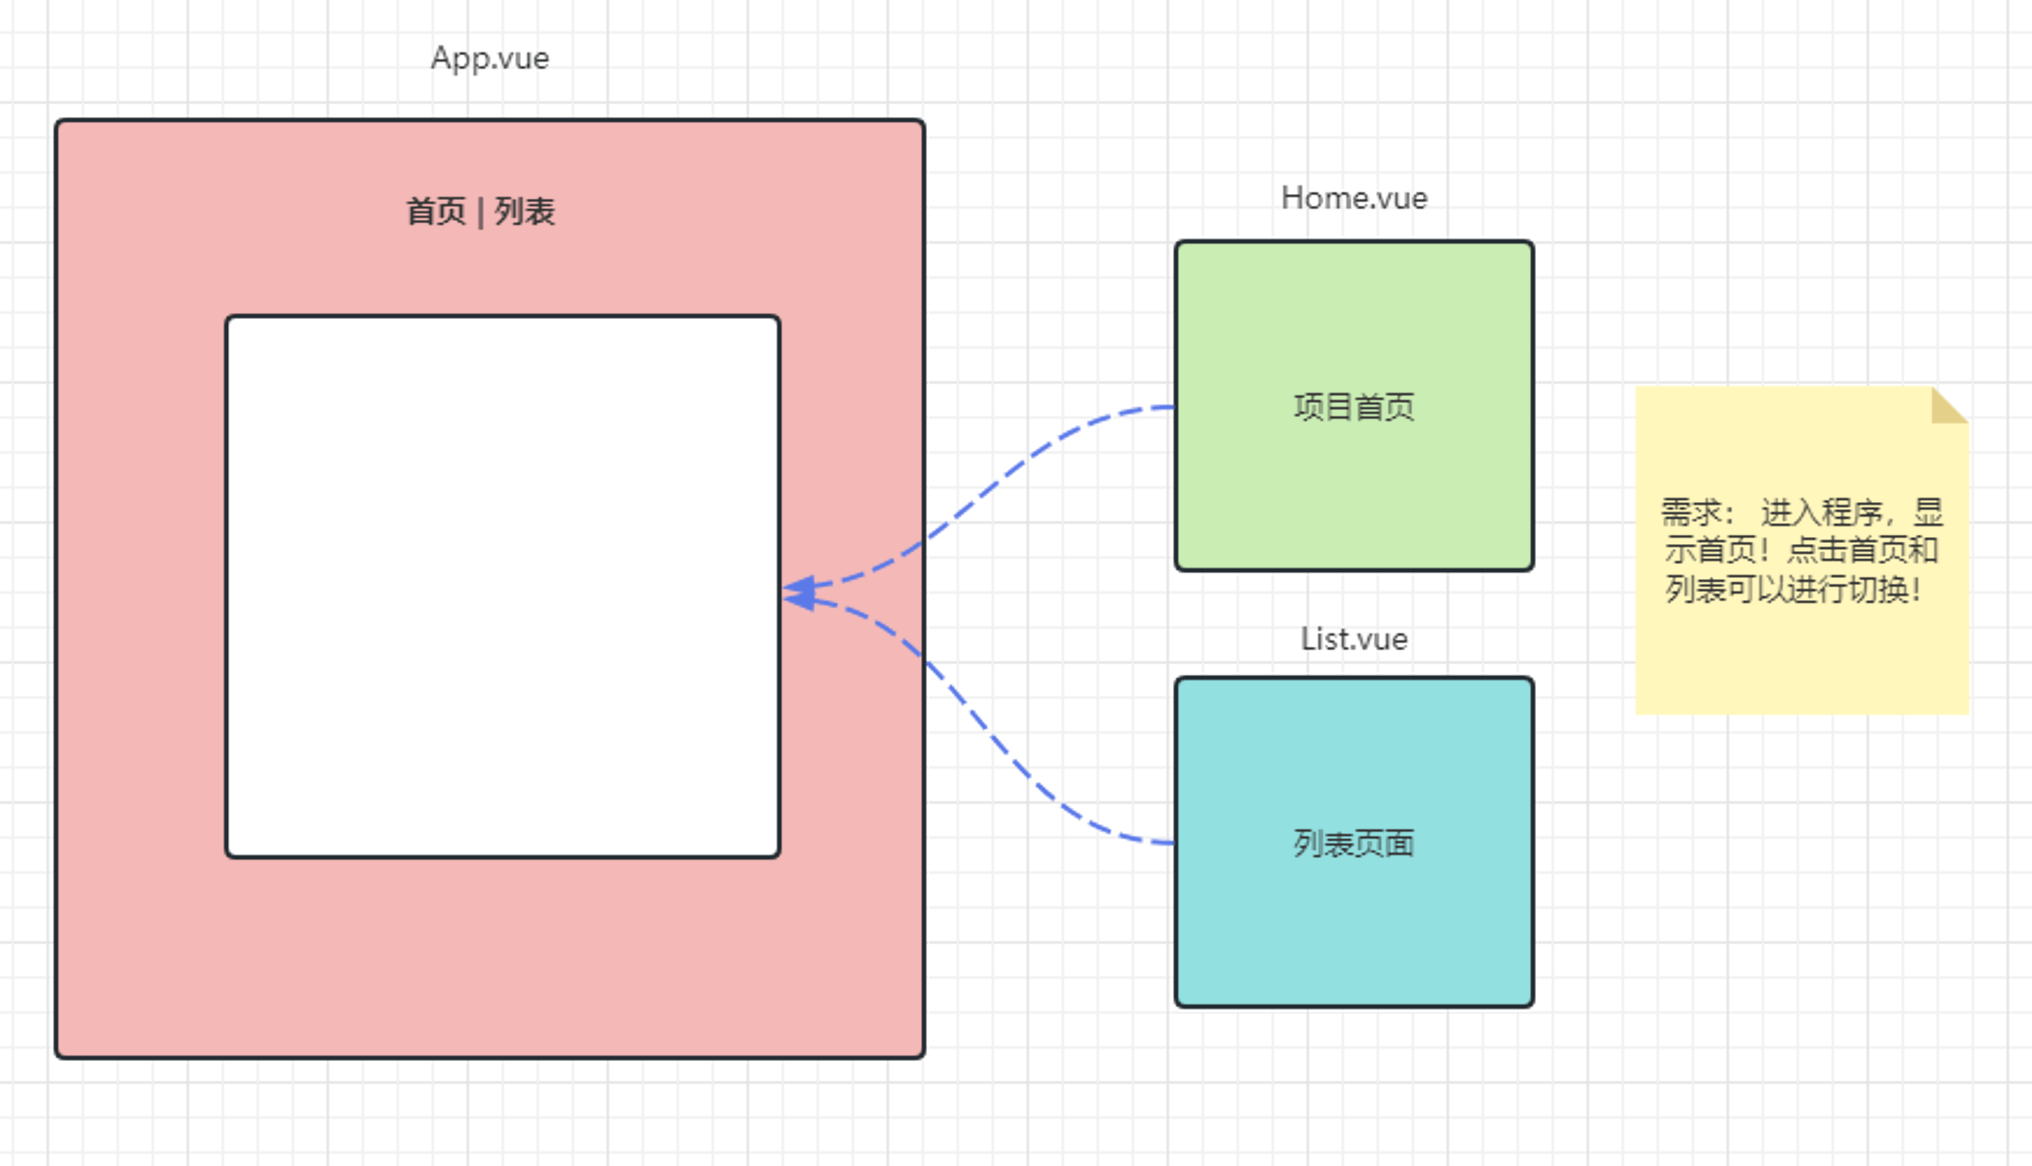 App.vue
首页 | 列表
Home.vue
项目首页
List.vue
列表页面
需求： 进入程序，显
示首页！点击首页和
列表可以进行切换！